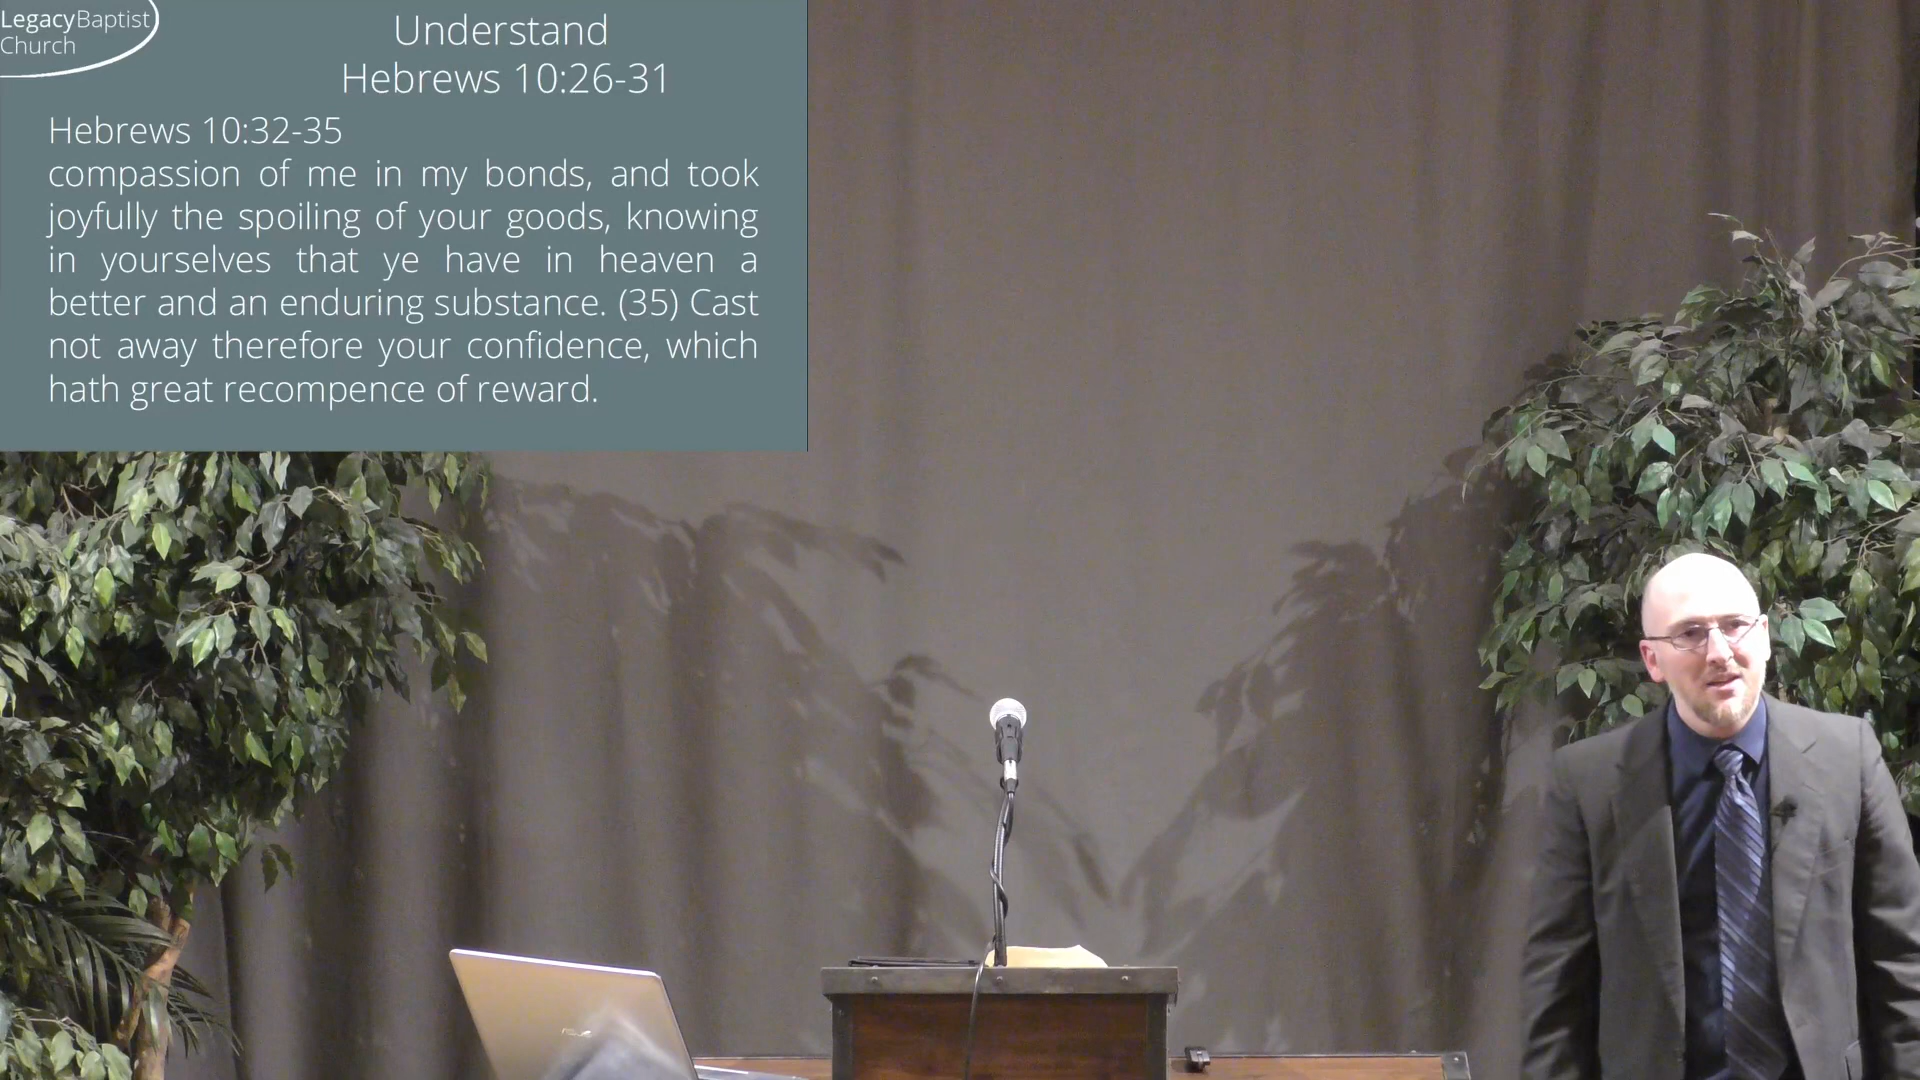 LegacyBaptist
Church
Understand
Hebrews 10:26-31
Hebrews 10:32-35
compassion of me in my bonds, and took
joyfully the spoiling of your goods, knowing
in yourselves that ye have in heaven a
better and an enduring substance. (35) Cast
not away therefore your confidence, which
hath great recompence of reward.